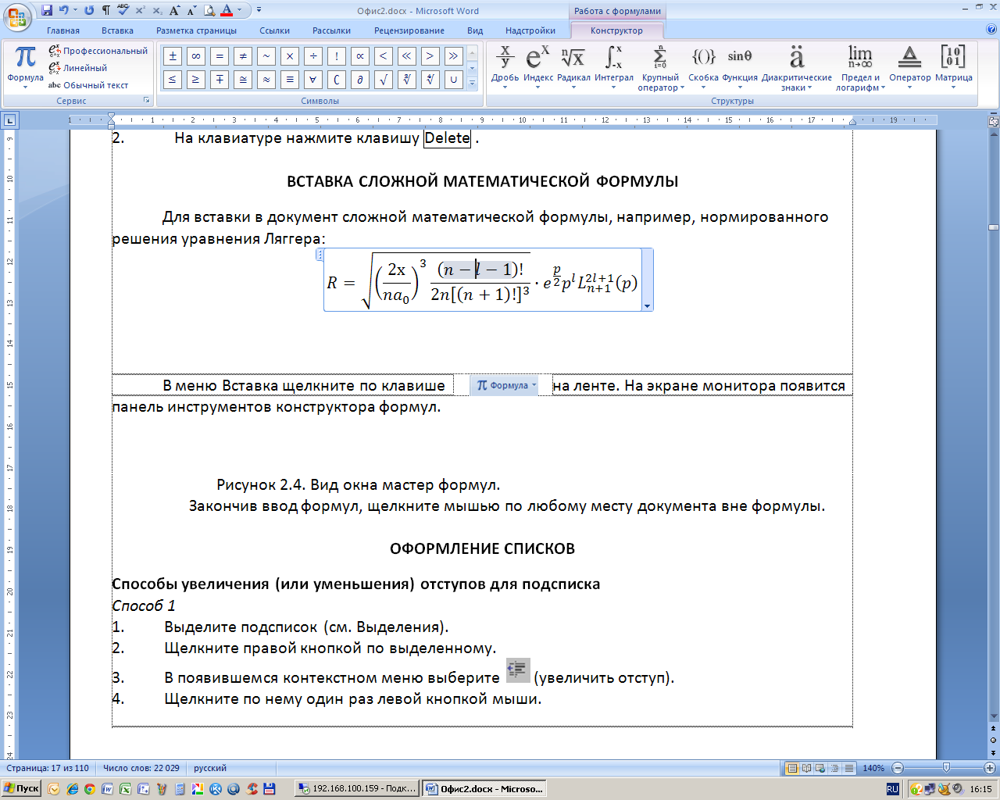 Офис2.docx - Microsoft Word
Работа с формулами
Главная Вставка Разметка страницы Ссылки Рассылки Рецензирование Вид Надстройки Конструктор
π Формула
Профессиональный
Линейный
abc Обычный текст
Сервис
± ∞ = ≠ ~ × ÷ ! ∝ < ≪ > ≫
≤ ≥ ∓ ≅ ≈ ≡ ∀ ∁ ∂ √ ∛ ∜ ∪
Символы
Дробь Индекс Радикал Интеграл Крупный оператор Скобка Функция Диакритические знаки Предел и логарифм Оператор Матрица
Структуры
2. На клавиатуре нажмите клавишу Delete .
ВСТАВКА СЛОЖНОЙ МАТЕМАТИЧЕСКОЙ ФОРМУЛЫ
Для вставки в документ сложной математической формулы, например, нормированного
решения уравнения Ляггера:
R = √((2x/na₀)³ (n − l − 1)!/2n[(n + 1)!]³) · e^(p/2) p^l L_(n+1)^(2l+1) (p)
В меню Вставка щелкните по клавише π Формула на ленте. На экране монитора появится
панель инструментов конструктора формул.
Рисунок 2.4. Вид окна мастер формул.
Закончив ввод формул, щелкните мышью по любому месту документа вне формулы.
ОФОРМЛЕНИЕ СПИСКОВ
Способы увеличения (или уменьшения) отступов для подсписка
Способ 1
1. Выделите подсписок (см. Выделения).
2. Щелкните правой кнопкой по выделенному.
3. В появившемся контекстном меню выберите (увеличить отступ).
4. Щелкните по нему один раз левой кнопкой мыши.
Страница: 17 из 110 Число слов: 22 029 русский 140%
Пуск 192.168.100.159 - Подк... Офис2.docx - Microso... RU 16:15